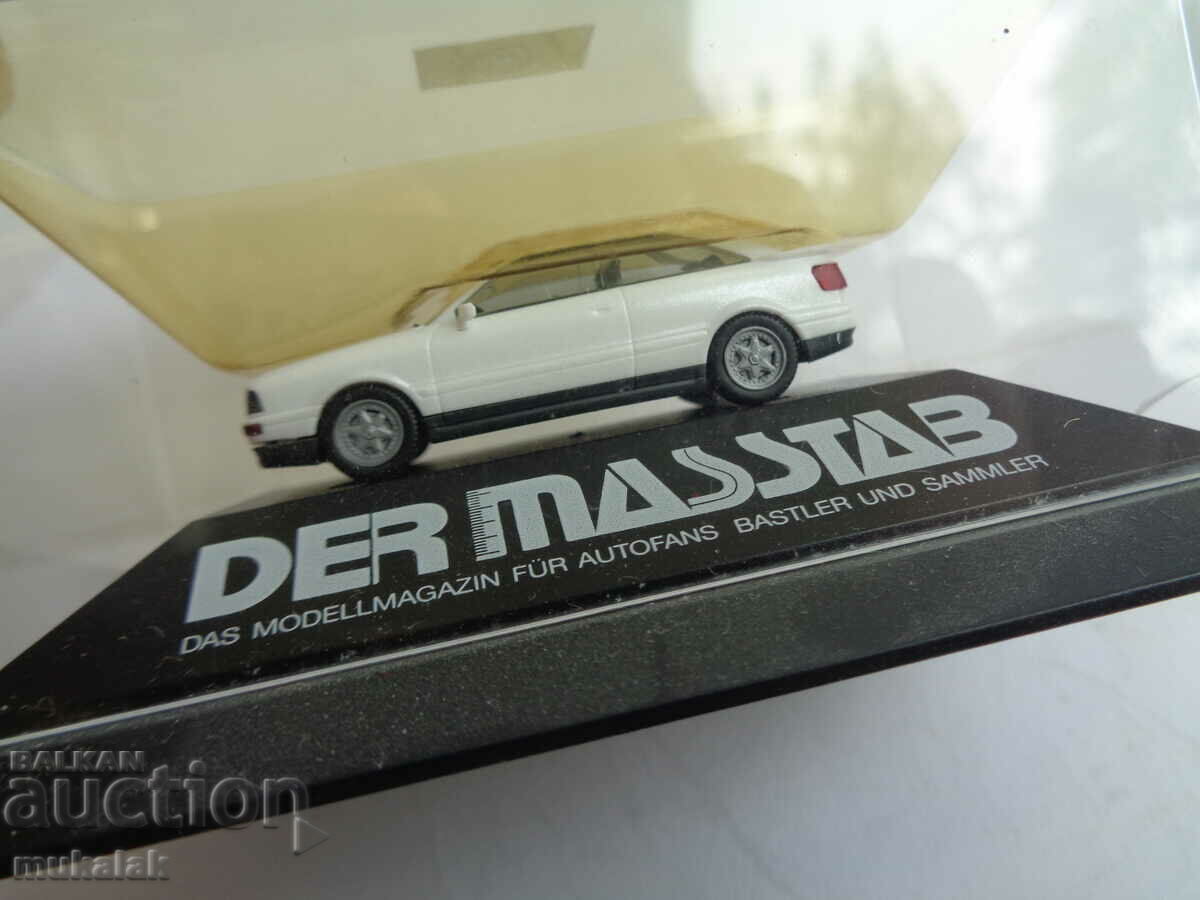 DER MASSTAB
DAS MODELLMAGAZIN FÜR AUTOFANS BASTLER UND SAMMLER
BALKAN
auction
mukalak